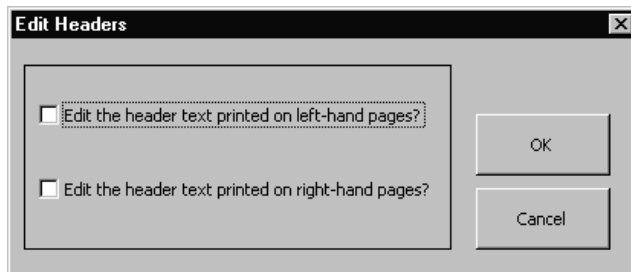 Edit Headers
Edit the header text printed on left-hand pages?
Edit the header text printed on right-hand pages?
OK
Cancel